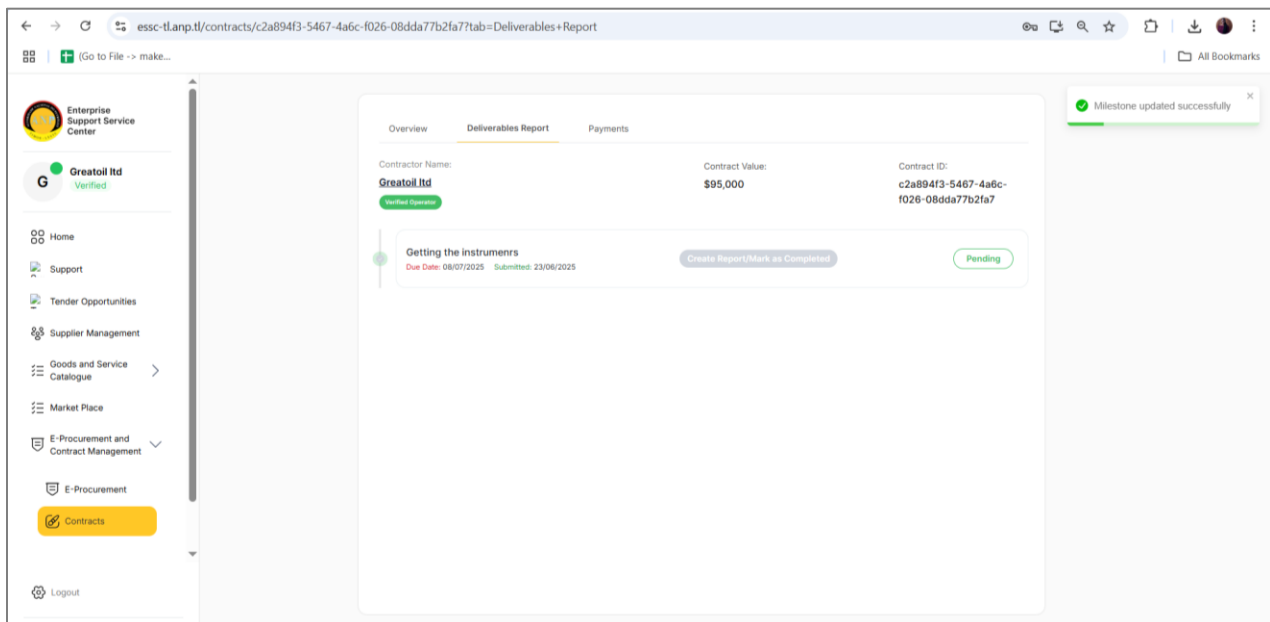 essc-tl.anp.tl/contracts/c2a894f3-5467-4a6c-f026-08dda77b2fa7?tab=Deliverables+Report
(Go to File -> make...
All Bookmarks
Enterprise
Support Service
Center
G
Greatoil ltd
Verified
Home
Support
Tender Opportunities
Supplier Management
Goods and Service
Catalogue
Market Place
E-Procurement and
Contract Management
E-Procurement
Contracts
Logout
Overview
Deliverables Report
Payments
Contractor Name:
Greatoil ltd
Verified Operator
Contract Value:
$95,000
Contract ID:
c2a894f3-5467-4a6c-
f026-08dda77b2fa7
Getting the instrumenrs
Due Date: 08/07/2025 Submitted: 23/06/2025
Create Report/Mark as Completed
Pending
Milestone updated successfully